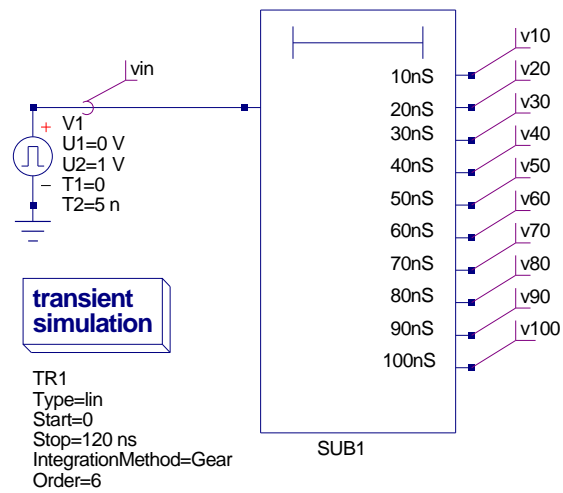 vin
V1
U1=0 V
U2=1 V
T1=0
T2=5 n
transient
simulation
TR1
Type=lin
Start=0
Stop=120 ns
IntegrationMethod=Gear
Order=6
10nS
20nS
30nS
40nS
50nS
60nS
70nS
80nS
90nS
100nS
SUB1
v10
v20
v30
v40
v50
v60
v70
v80
v90
v100